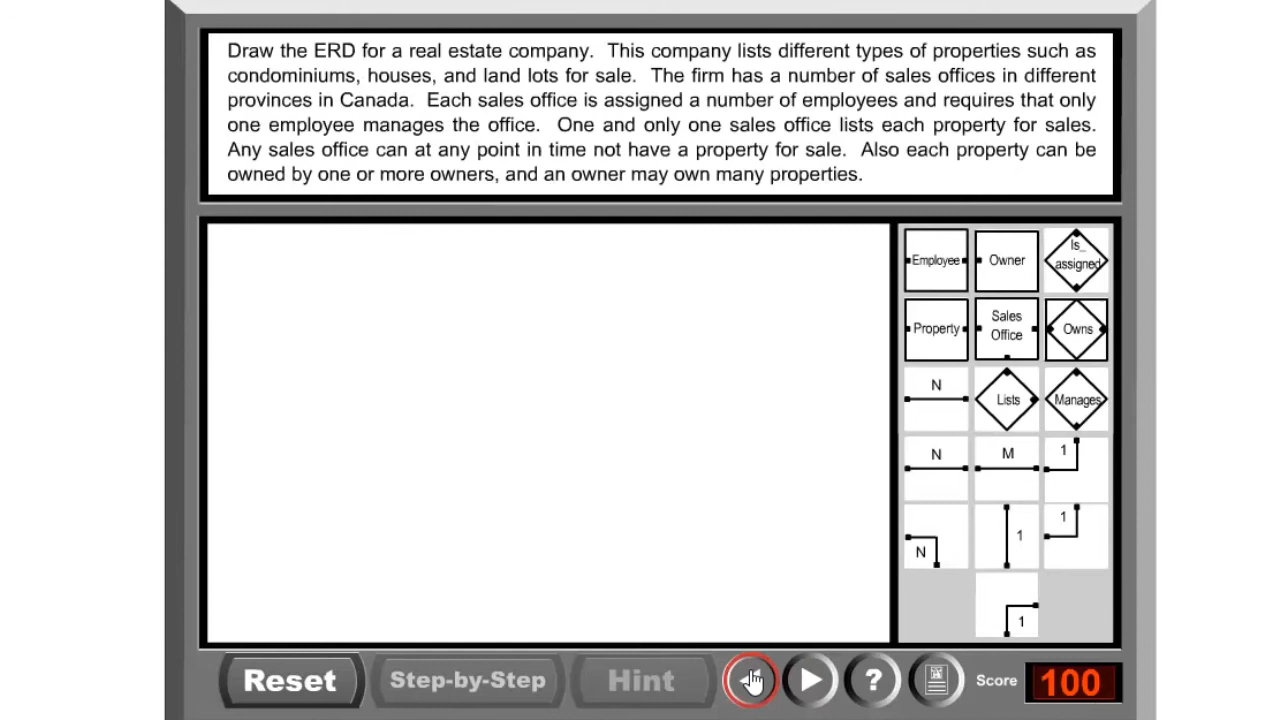 Draw the ERD for a real estate company. This company lists different types of properties such as
condominiums, houses, and land lots for sale. The firm has a number of sales offices in different
provinces in Canada. Each sales office is assigned a number of employees and requires that only
one employee manages the office. One and only one sales office lists each property for sales.
Any sales office can at any point in time not have a property for sale. Also each property can be
owned by one or more owners, and an owner may own many properties.
Employee
Owner
Is_
assigned
Property
Sales
Office
Owns
N
Lists
Manages
N
M
1
N
1
1
1
Reset
Step-by-Step
Hint
?
Score
100